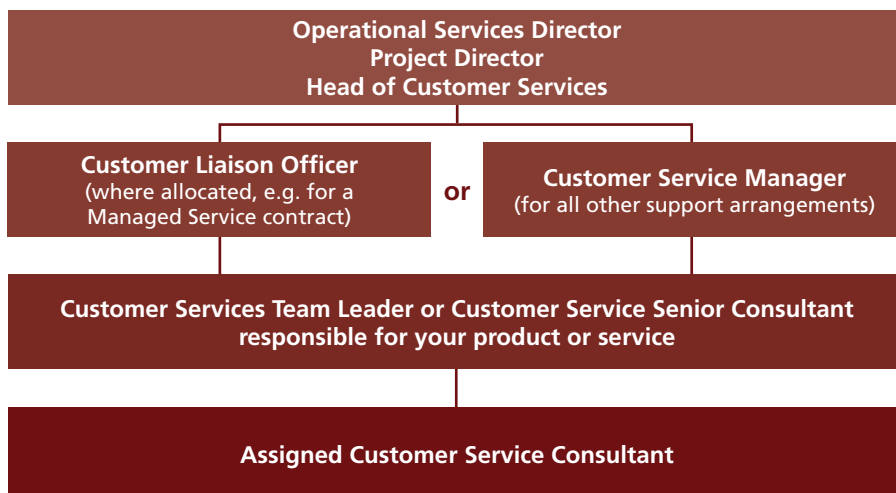 Operational Services Director
Project Director
Head of Customer Services
Customer Liaison Officer
(where allocated, e.g. for a
Managed Service contract)
or
Customer Service Manager
(for all other support arrangements)
Customer Services Team Leader or Customer Service Senior Consultant
responsible for your product or service
Assigned Customer Service Consultant